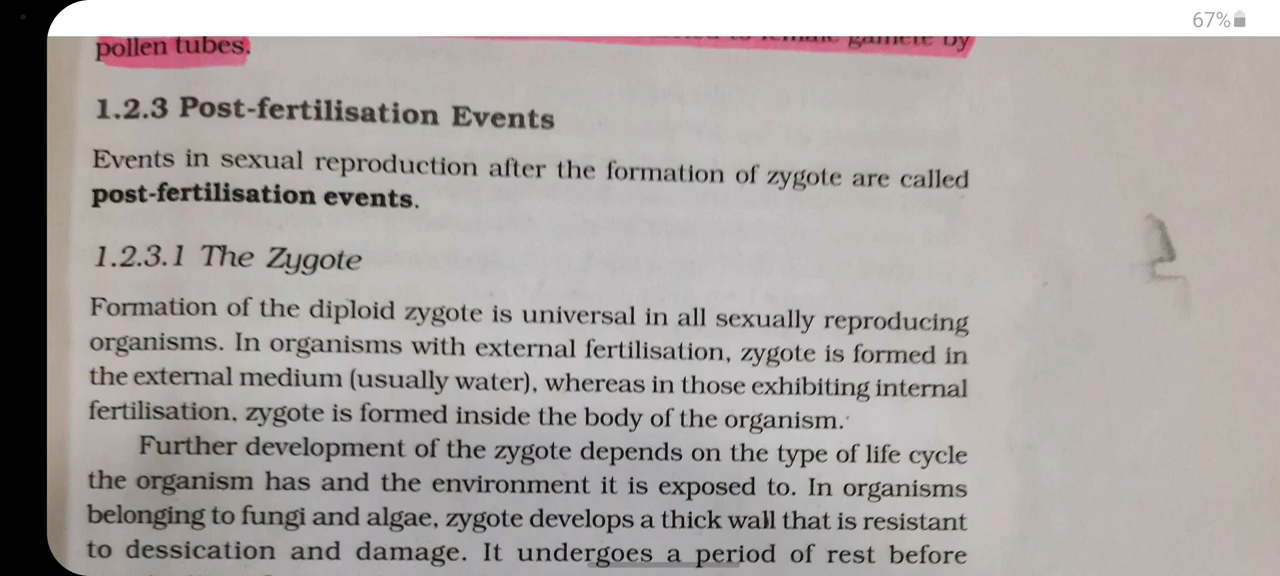 67%
pollen tubes. female gamete by
1.2.3 Post-fertilisation Events
Events in sexual reproduction after the formation of zygote are called
post-fertilisation events.
1.2.3.1 The Zygote
Formation of the diploid zygote is universal in all sexually reproducing
organisms. In organisms with external fertilisation, zygote is formed in
the external medium (usually water), whereas in those exhibiting internal
fertilisation, zygote is formed inside the body of the organism.
Further development of the zygote depends on the type of life cycle
the organism has and the environment it is exposed to. In organisms
belonging to fungi and algae, zygote develops a thick wall that is resistant
to dessication and damage. It undergoes a period of rest before